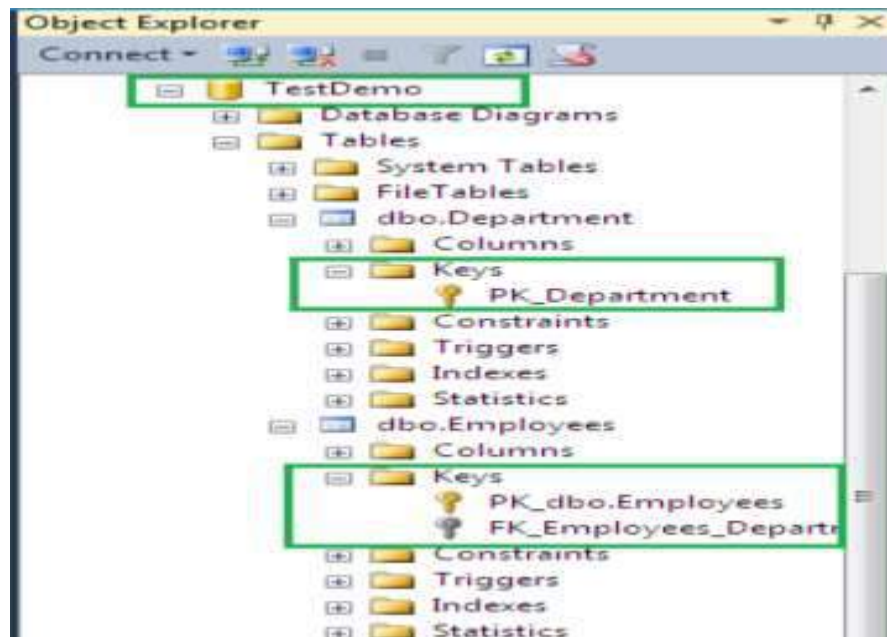 Object Explorer
Connect
TestDemo
Database Diagrams
Tables
System Tables
FileTables
dbo.Department
Columns
Keys
PK_Department
Constraints
Triggers
Indexes
Statistics
dbo.Employees
Columns
Keys
PK_dbo.Employees
FK_Employees_Departr
Constraints
Triggers
Indexes
Statistics